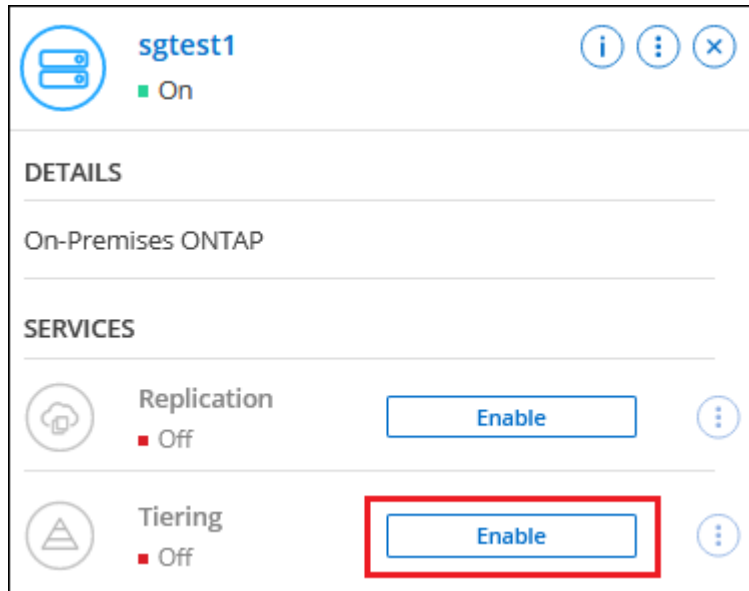 sgtest1
On
DETAILS
On-Premises ONTAP
SERVICES
Replication
Off
Enable
Tiering
Off
Enable